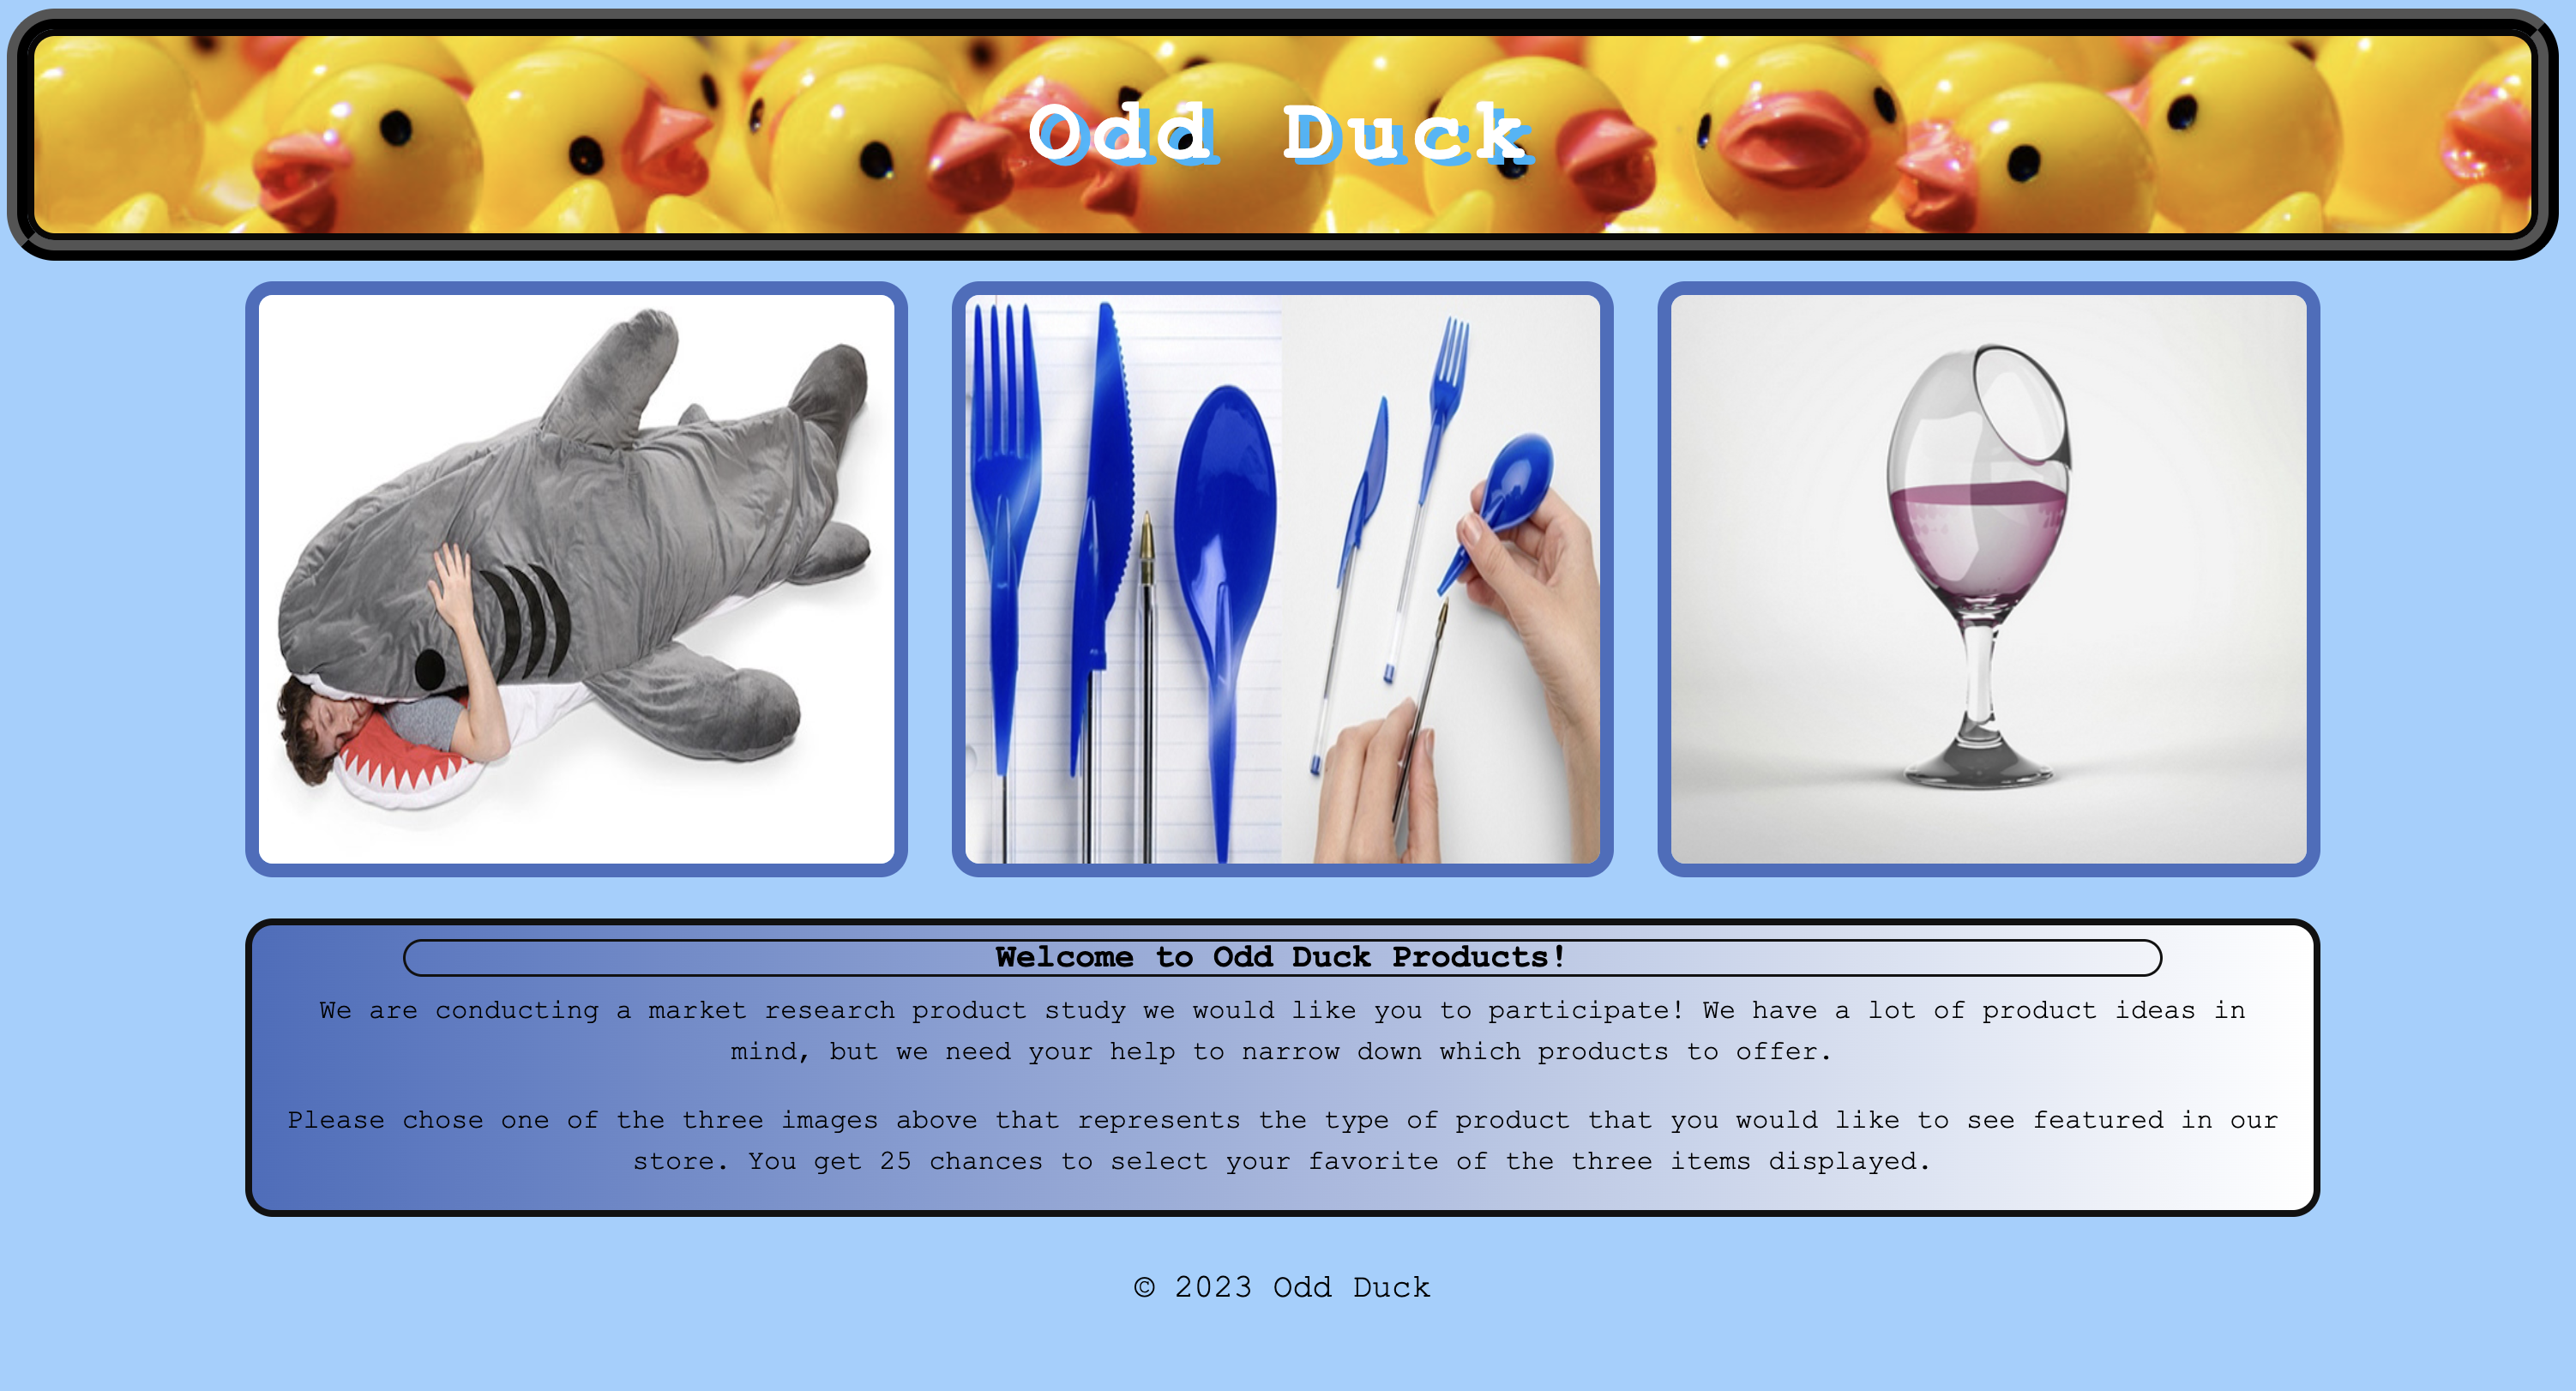 Odd Duck
Welcome to Odd Duck Products!
We are conducting a market research product study we would like you to participate! We have a lot of product ideas in
mind, but we need your help to narrow down which products to offer.
Please chose one of the three images above that represents the type of product that you would like to see featured in our
store. You get 25 chances to select your favorite of the three items displayed.
© 2023 Odd Duck